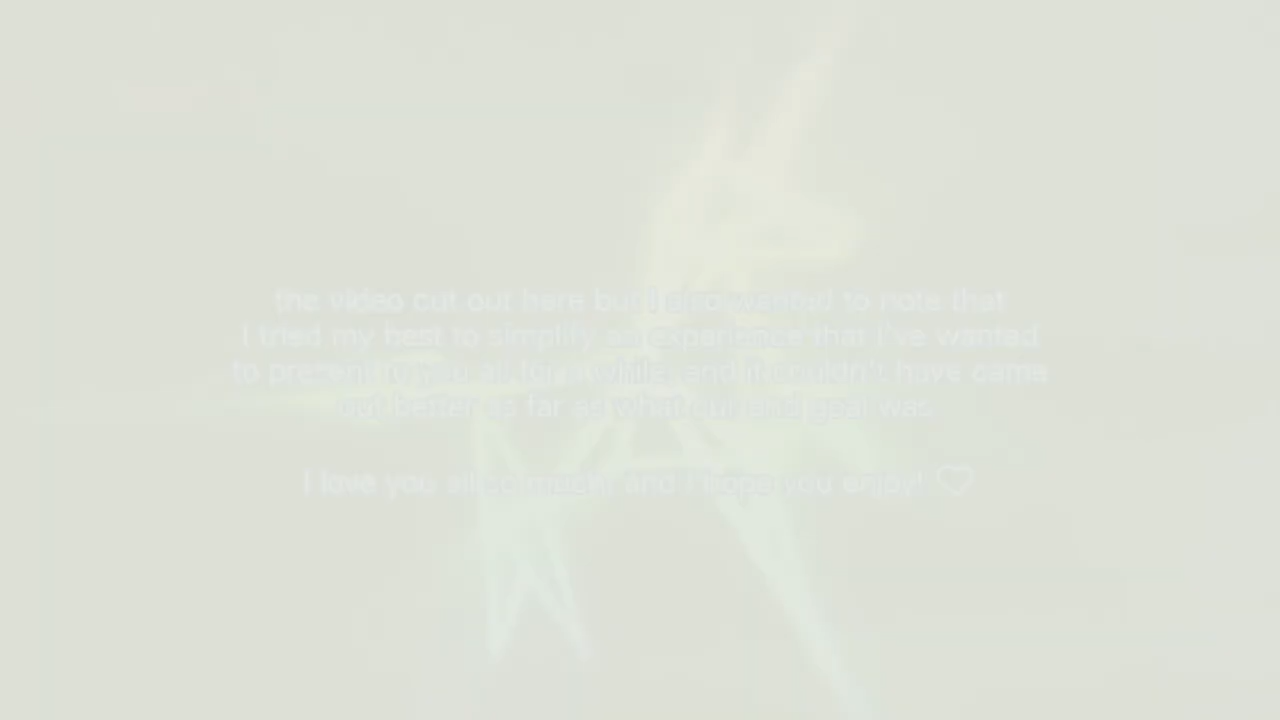 the video cut out here but I also wanted to note that
I tried my best to simplify an experience that I've wanted
to present to you all for a while, and it couldn't have came
out better as far as what our end goal was
I love you all so much and I hope you enjoy! ♡